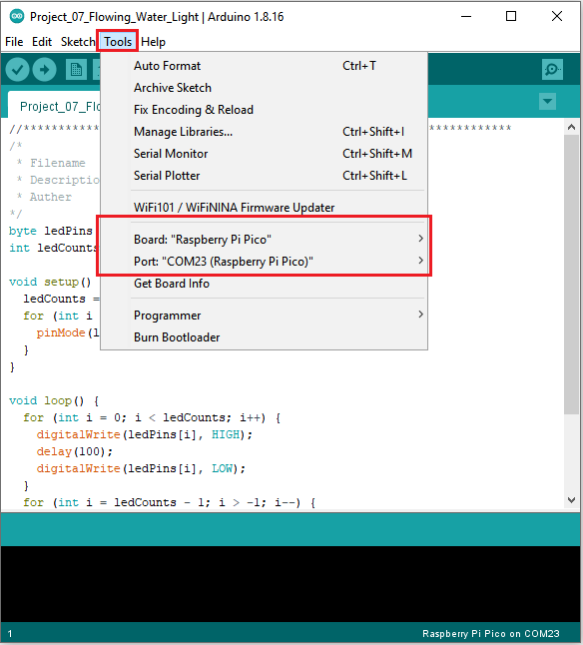 Project_07_Flowing_Water_Light | Arduino 1.8.16
File Edit Sketch Tools Help
Auto Format Ctrl+T
Archive Sketch
Project_07_Flo
Fix Encoding & Reload
//***********
Manage Libraries... Ctrl+Shift+I
************
/*
Serial Monitor Ctrl+Shift+M
* Filename
Serial Plotter Ctrl+Shift+L
* Descriptio
* Auther
WiFi101 / WiFiNINA Firmware Updater
*/
byte ledPins
Board: "Raspberry Pi Pico"
int ledCounts
Port: "COM23 (Raspberry Pi Pico)"
void setup()
Get Board Info
ledCounts =
for (int i
Programmer
pinMode(l
Burn Bootloader
}
}
void loop() {
for (int i = 0; i < ledCounts; i++) {
digitalWrite(ledPins[i], HIGH);
delay(100);
digitalWrite(ledPins[i], LOW);
}
for (int i = ledCounts - 1; i > -1; i--) {
1 Raspberry Pi Pico on COM23